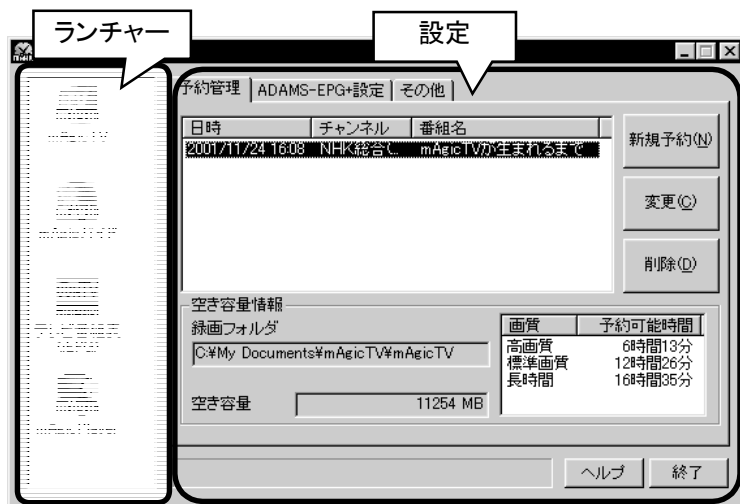 ランチャー
設定
予約管理
ADAMS-EPG+設定
その他
日時 チャンネル 番組名
2001/11/24 16:08 NHK総合(... mAgicTVが生まれるまで
新規予約(N)
変更(C)
削除(D)
空き容量情報
録画フォルダ
C:¥My Documents¥mAgicTV¥mAgicTV
空き容量 11254 MB
画質 予約可能時間
高画質 6時間13分
標準画質 12時間26分
長時間 16時間35分
mAgicTV
ヘルプ
終了